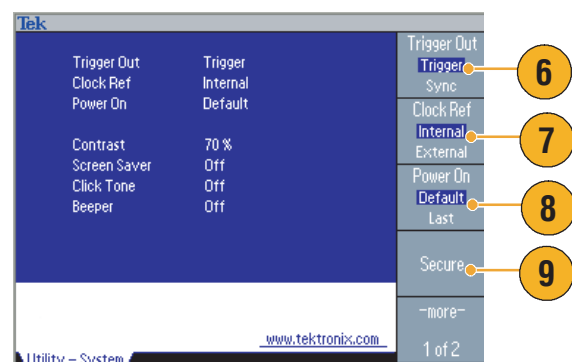 Tek
Trigger Out Trigger
Clock Ref Internal
Power On Default
Contrast 70 %
Screen Saver Off
Click Tone Off
Beeper Off
www.tektronix.com
Utility – System
Trigger Out
Trigger
Sync
Clock Ref
Internal
External
Power On
Default
Last
Secure
-more-
1 of 2
6
7
8
9